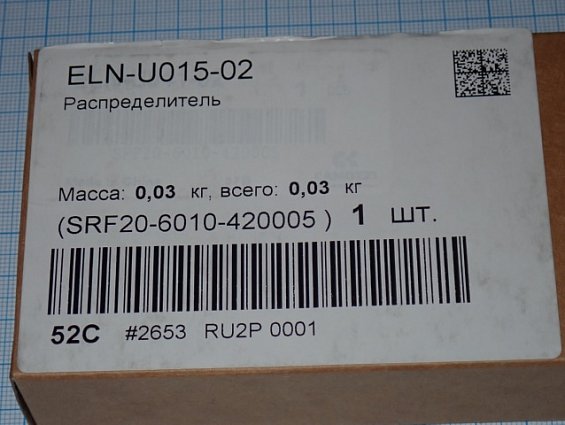 ELN-U015-02
Распределитель
Масса: 0,03 кг, всего: 0,03 кг
(SRF20-6010-420005 ) 1 шт.
52C #2653 RU2P 0001